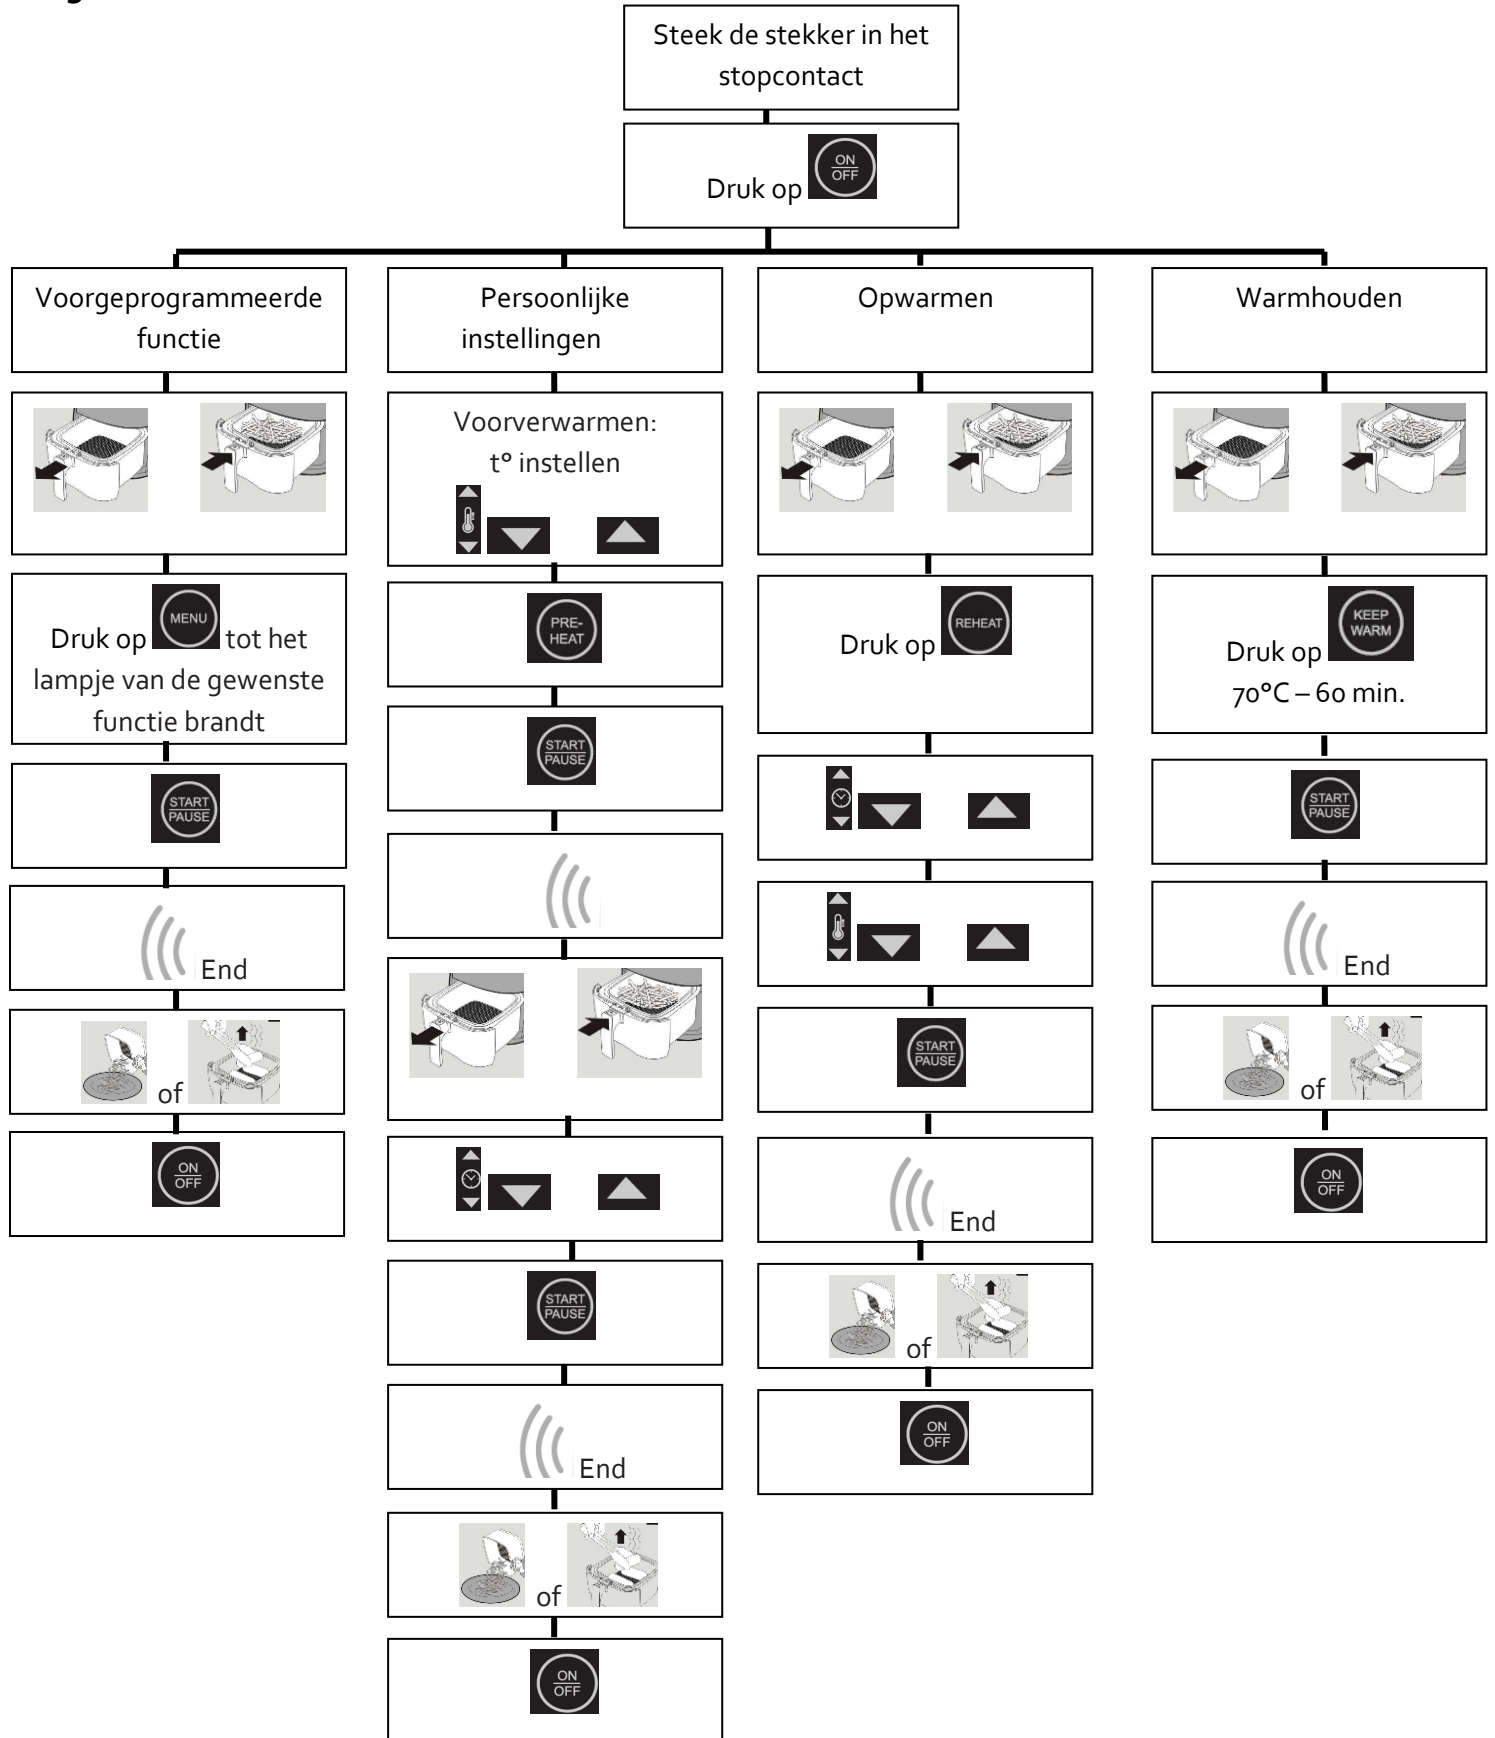 Steek de stekker in het
stopcontact
Druk op ON
OFF
Voorgeprogrammeerde
functie
MENU
Druk op tot het
lampje van de gewenste
functie brandt
START
PAUSE
End
of
ON
OFF
Persoonlijke
instellingen
Voorverwarmen:
t° instellen
PRE-
HEAT
START
PAUSE
START
PAUSE
End
of
ON
OFF
Opwarmen
Druk op REHEAT
START
PAUSE
End
of
ON
OFF
Warmhouden
KEEP
WARM
Druk op
70°C – 60 min.
START
PAUSE
End
of
ON
OFF